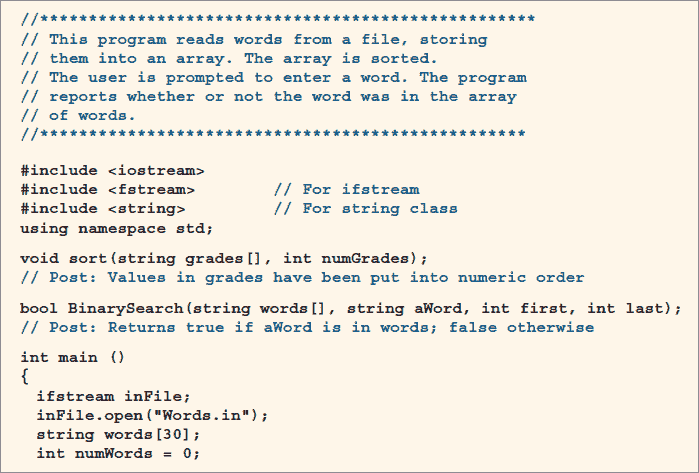 //************************************************
// This program reads words from a file, storing
// them into an array. The array is sorted.
// The user is prompted to enter a word. The program
// reports whether or not the word was in the array
// of words.
//***********************************************
#include <iostream>
#include <fstream>        // For ifstream
#include <string>         // For string class
using namespace std;
void sort(string grades[], int numGrades);
// Post: Values in grades have been put into numeric order
bool BinarySearch(string words[], string aWord, int first, int last);
// Post: Returns true if aWord is in words; false otherwise
int main ()
{
  ifstream inFile;
  inFile.open("Words.in");
  string words[30];
  int numWords = 0;